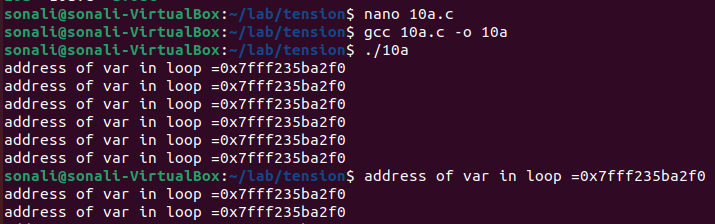 sonali@sonali-VirtualBox:~/lab/tension$ nano 10a.c
sonali@sonali-VirtualBox:~/lab/tension$ gcc 10a.c -o 10a
sonali@sonali-VirtualBox:~/lab/tension$ ./10a
address of var in loop =0x7fff235ba2f0
address of var in loop =0x7fff235ba2f0
address of var in loop =0x7fff235ba2f0
address of var in loop =0x7fff235ba2f0
address of var in loop =0x7fff235ba2f0
address of var in loop =0x7fff235ba2f0
sonali@sonali-VirtualBox:~/lab/tension$ address of var in loop =0x7fff235ba2f0
address of var in loop =0x7fff235ba2f0
address of var in loop =0x7fff235ba2f0